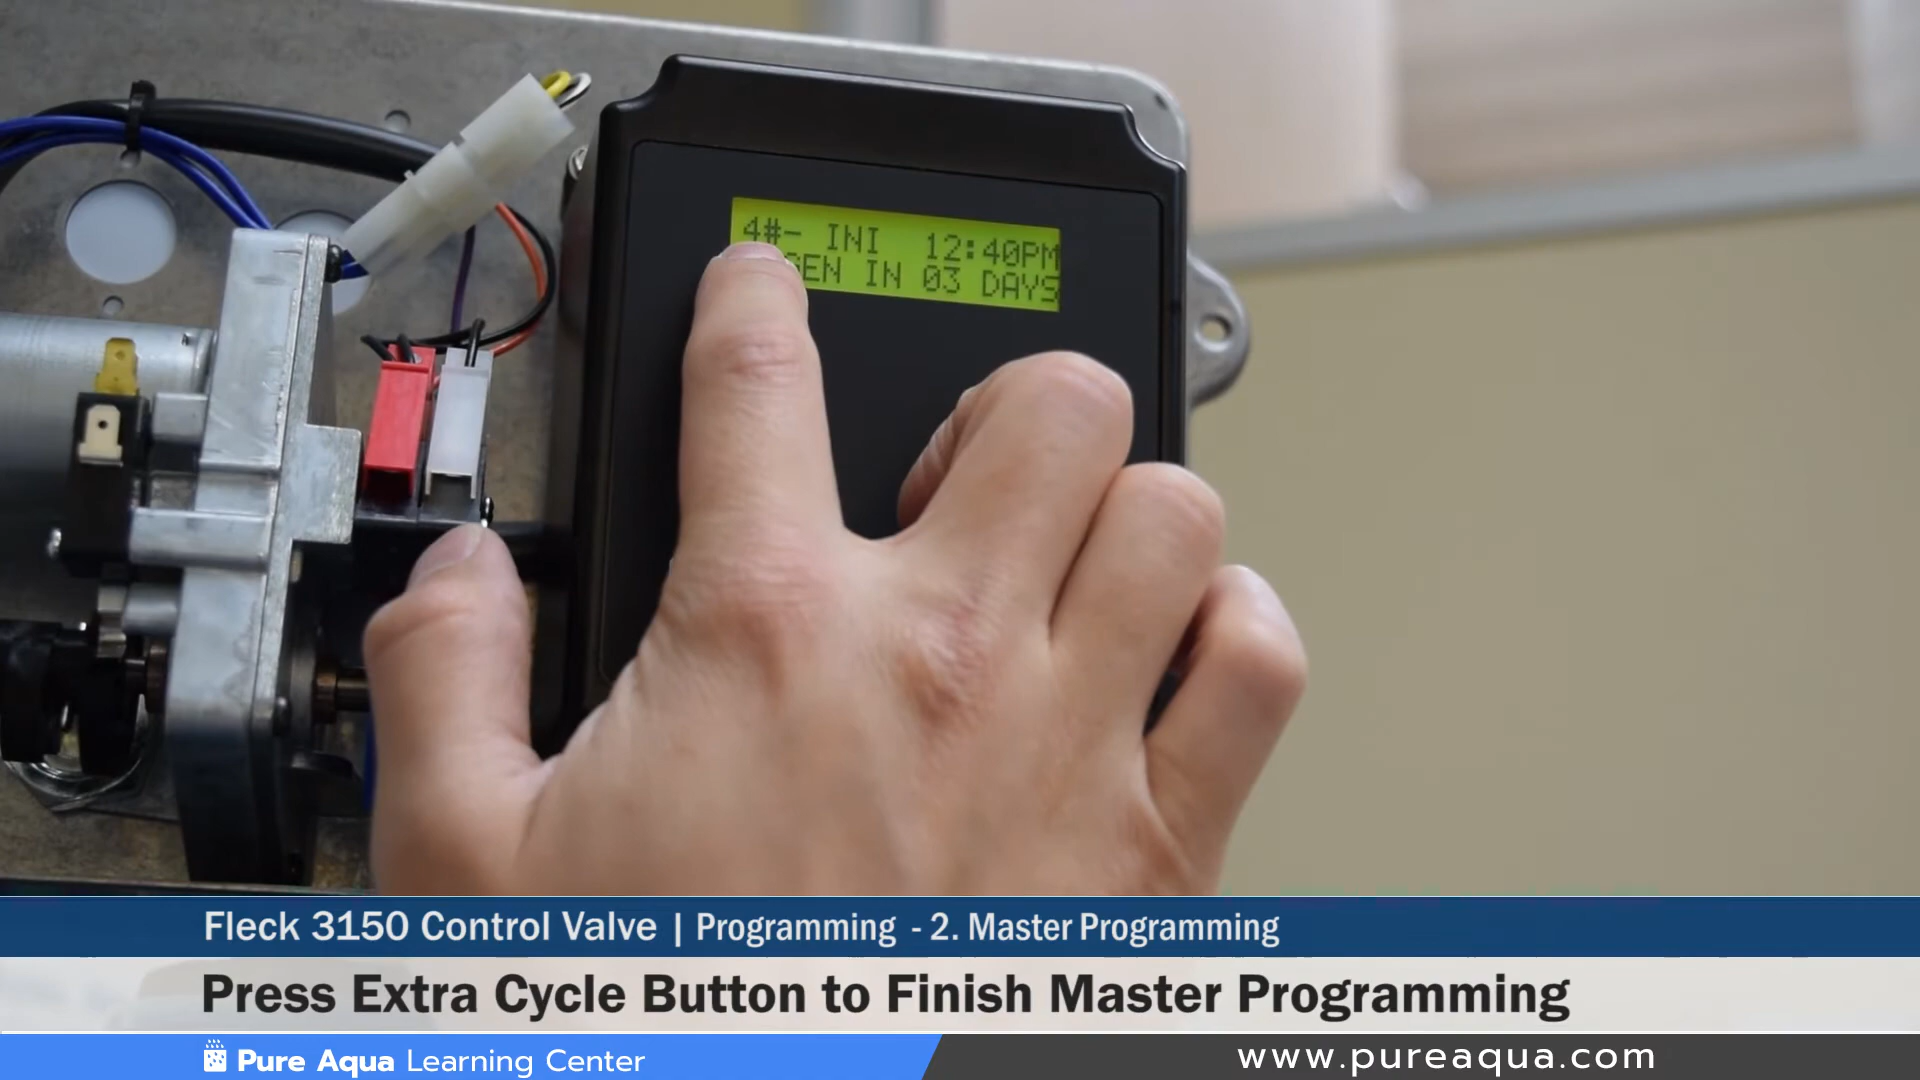 4#- INI 12:40PM
IN 03 DAYS
Fleck 3150 Control Valve | Programming - 2. Master Programming
Press Extra Cycle Button to Finish Master Programming
Pure Aqua Learning Center
www.pureaqua.com